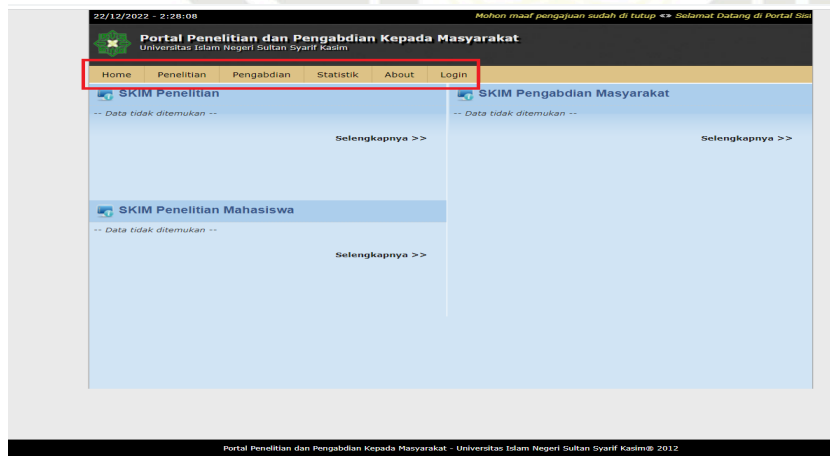 22/12/2022 - 2:28:08
Mohon maaf pengajuan sudah di tutup <> Selamat Datang di Portal Sist
Portal Penelitian dan Pengabdian Kepada Masyarakat
Universitas Islam Negeri Sultan Syarif Kasim
Home Penelitian Pengabdian Statistik About Login
SKIM Penelitian
-- Data tidak ditemukan --
Selengkapnya >>
SKIM Pengabdian Masyarakat
-- Data tidak ditemukan --
Selengkapnya >>
SKIM Penelitian Mahasiswa
-- Data tidak ditemukan --
Selengkapnya >>
Portal Penelitian dan Pengabdian Kepada Masyarakat - Universitas Islam Negeri Sultan Syarif Kasim@ 2012